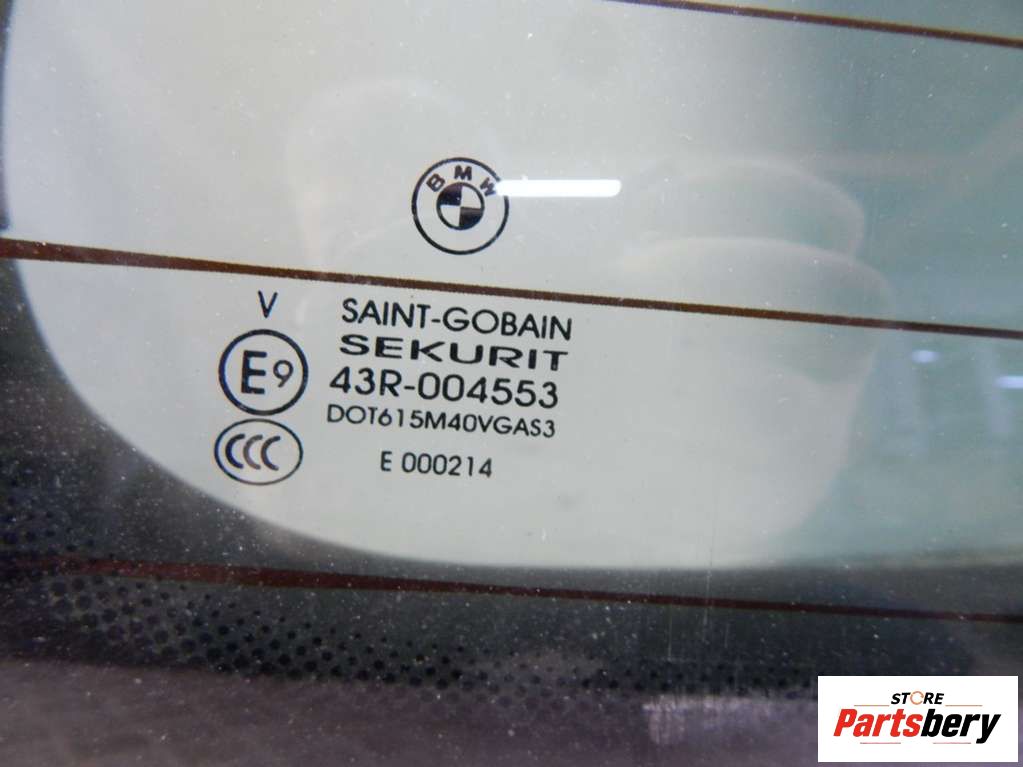 BMW
V
SAINT-GOBAIN
SEKURIT
E9
43R-004553
DOT615M40VGAS3
CCC
E 000214
STORE
Partsbery